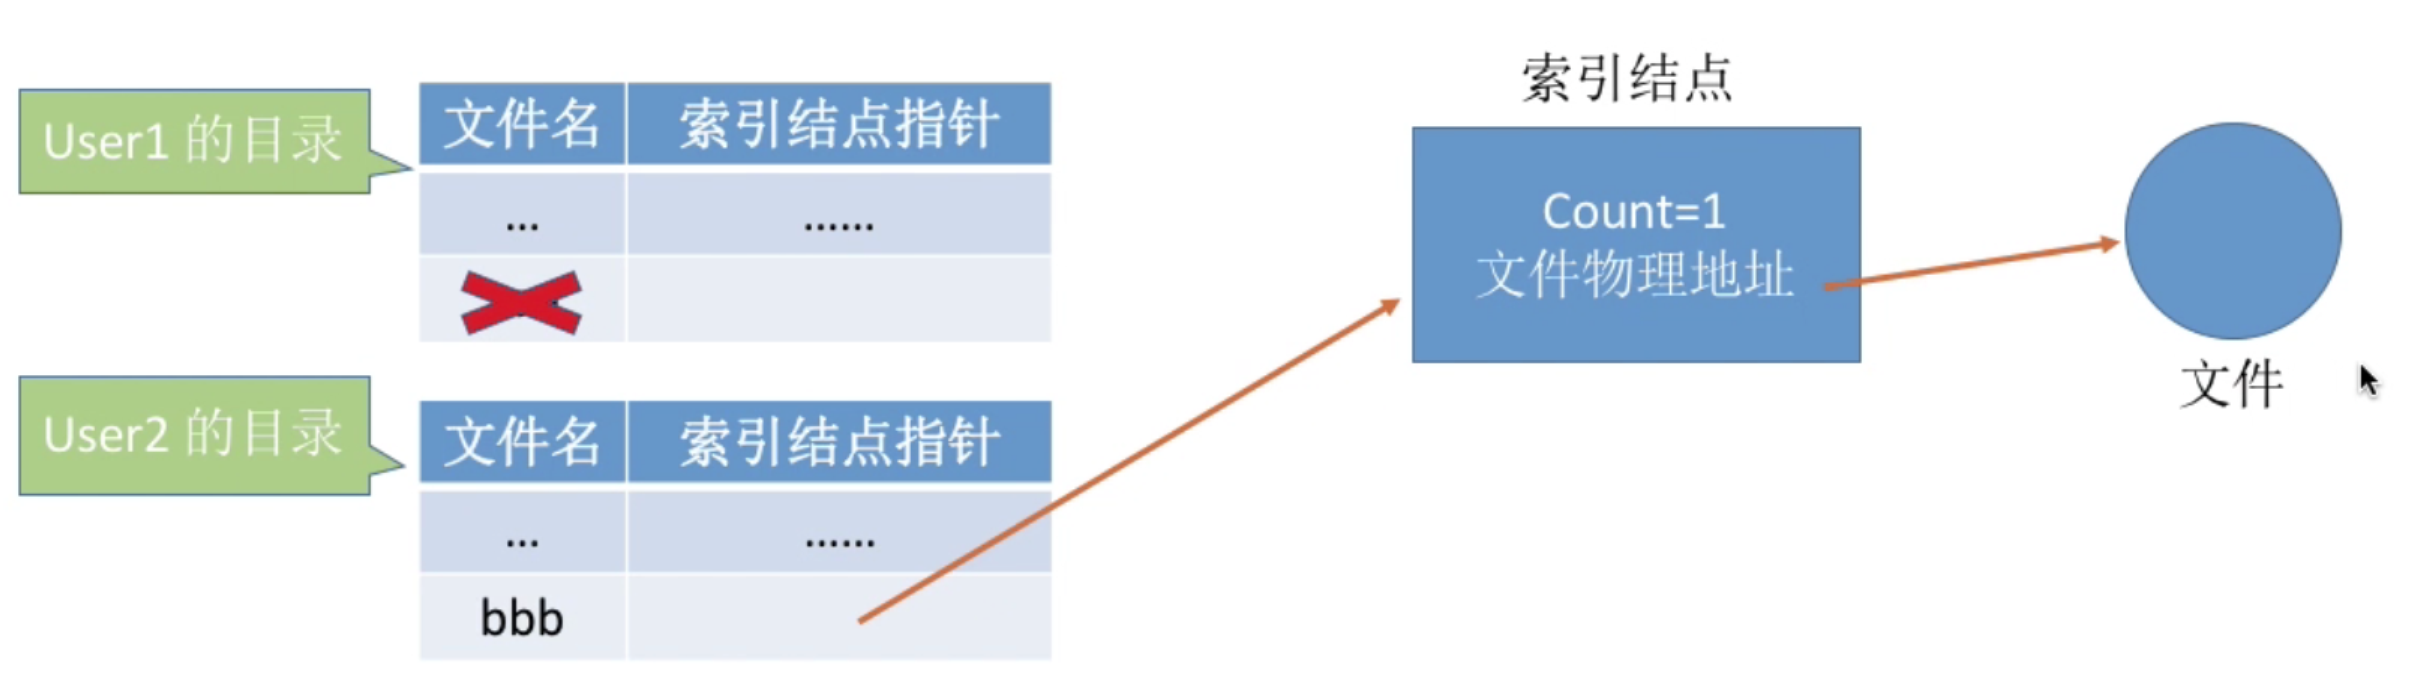 索引结点
User1 的目录
文件名 索引结点指针
... ......
Count=1
文件物理地址
文件
User2 的目录
文件名 索引结点指针
... ......
bbb